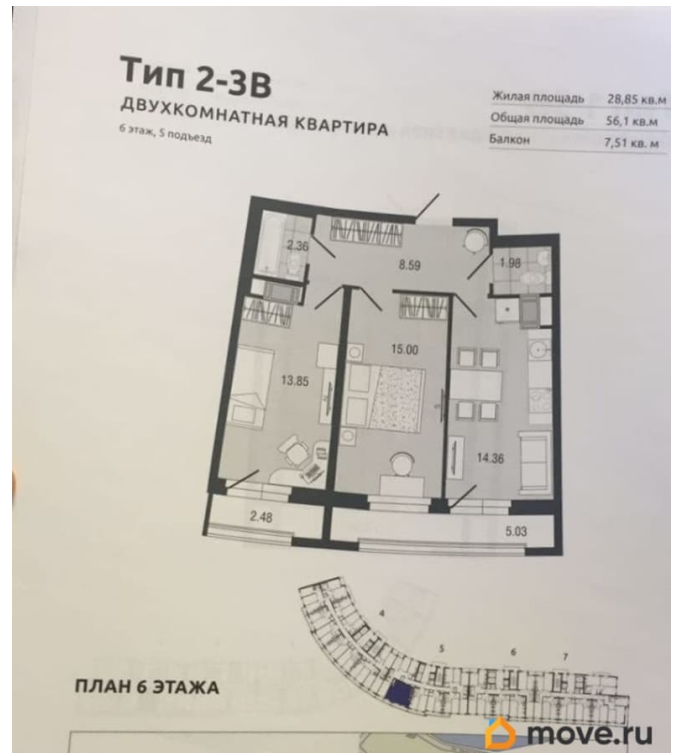 Тип 2-3В
ДВУХКОМНАТНАЯ КВАРТИРА
6 этаж, 5 подъезд
Жилая площадь 28,85 кв.м
Общая площадь 56,1 кв.м
Балкон 7,51 кв. м
2.36
8.59
1.98
15.00
13.85
14.36
2.48
5.03
4
5
6
7
ПЛАН 6 ЭТАЖА
move.ru